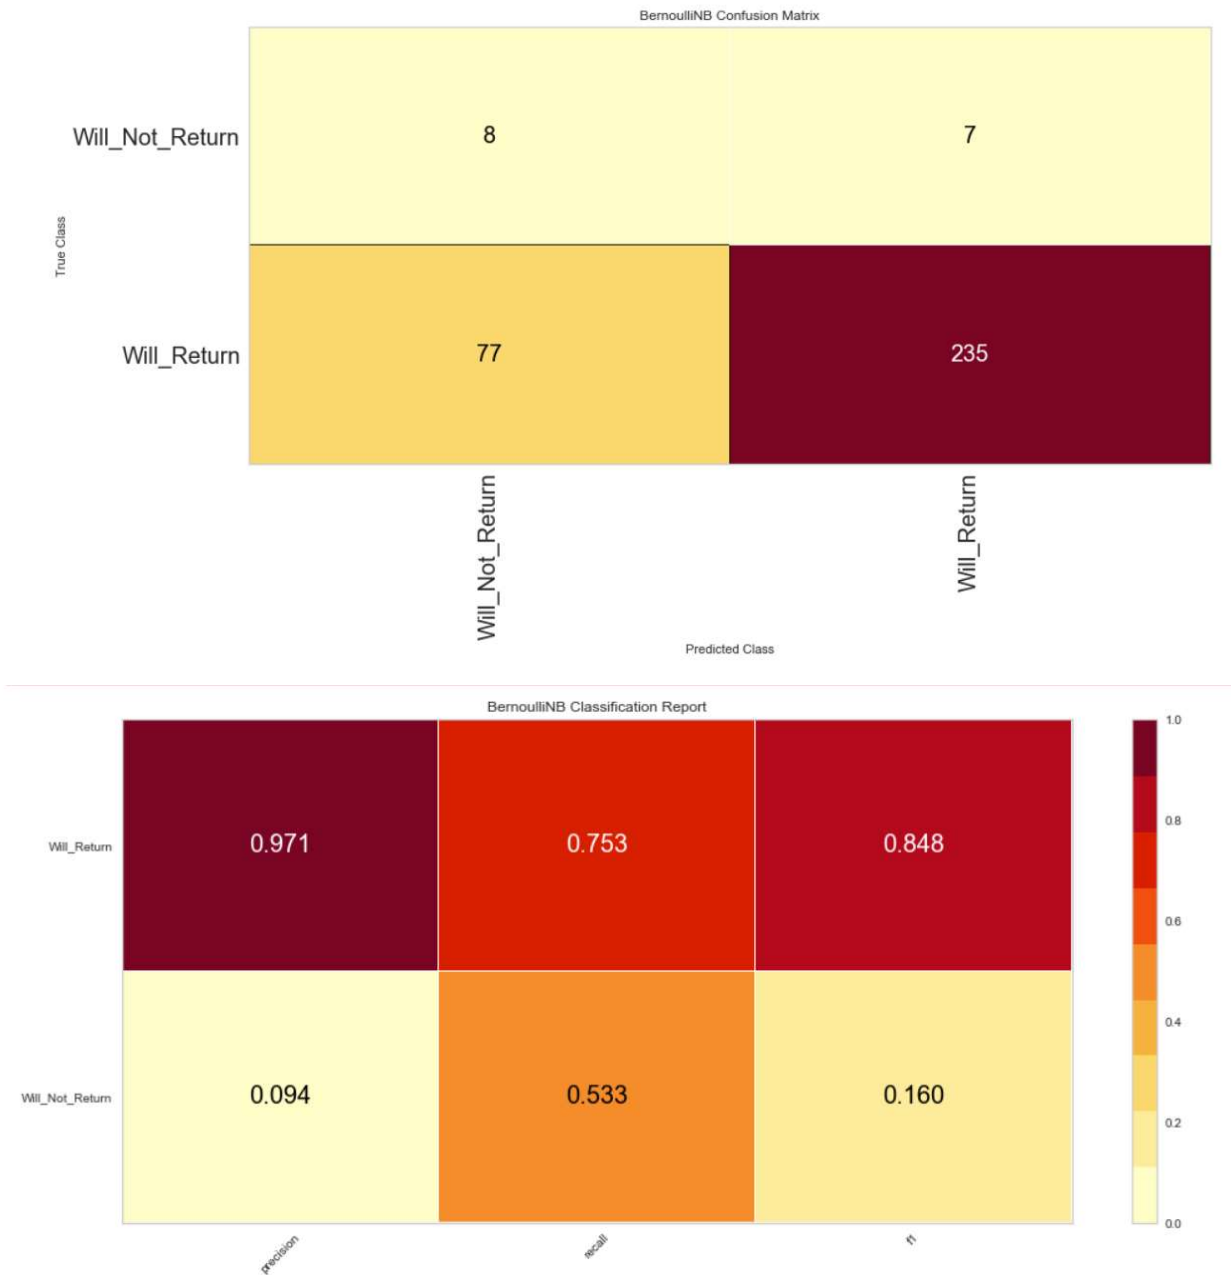 BernoulliNB Confusion Matrix
Will_Not_Return
8
7
True Class
Will_Return
77
235
Will_Not_Return
Will_Return
Predicted Class
BernoulliNB Classification Report
1.0
0.8
Will_Return
0.971
0.753
0.848
0.6
0.4
Will_Not_Return
0.094
0.533
0.160
0.2
0.0
precision
recall
f1